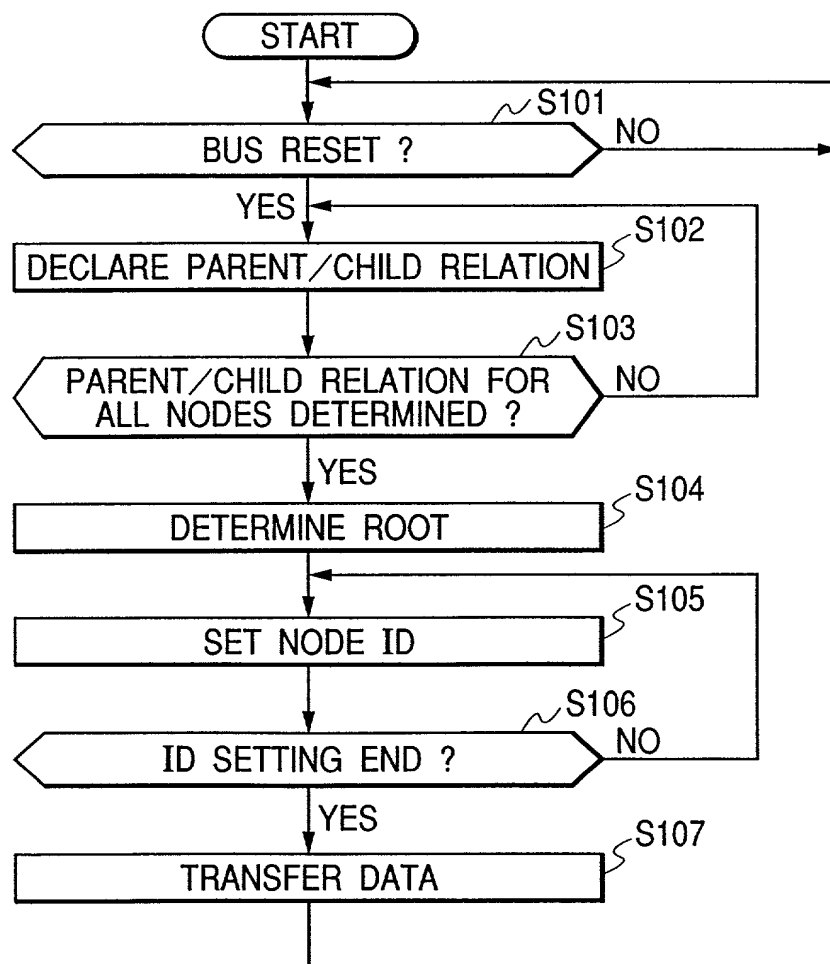 START
S101
BUS RESET ?
NO
YES
S102
DECLARE PARENT/CHILD RELATION
S103
PARENT/CHILD RELATION FOR
ALL NODES DETERMINED ?
NO
YES
S104
DETERMINE ROOT
S105
SET NODE ID
S106
ID SETTING END ?
NO
YES
S107
TRANSFER DATA